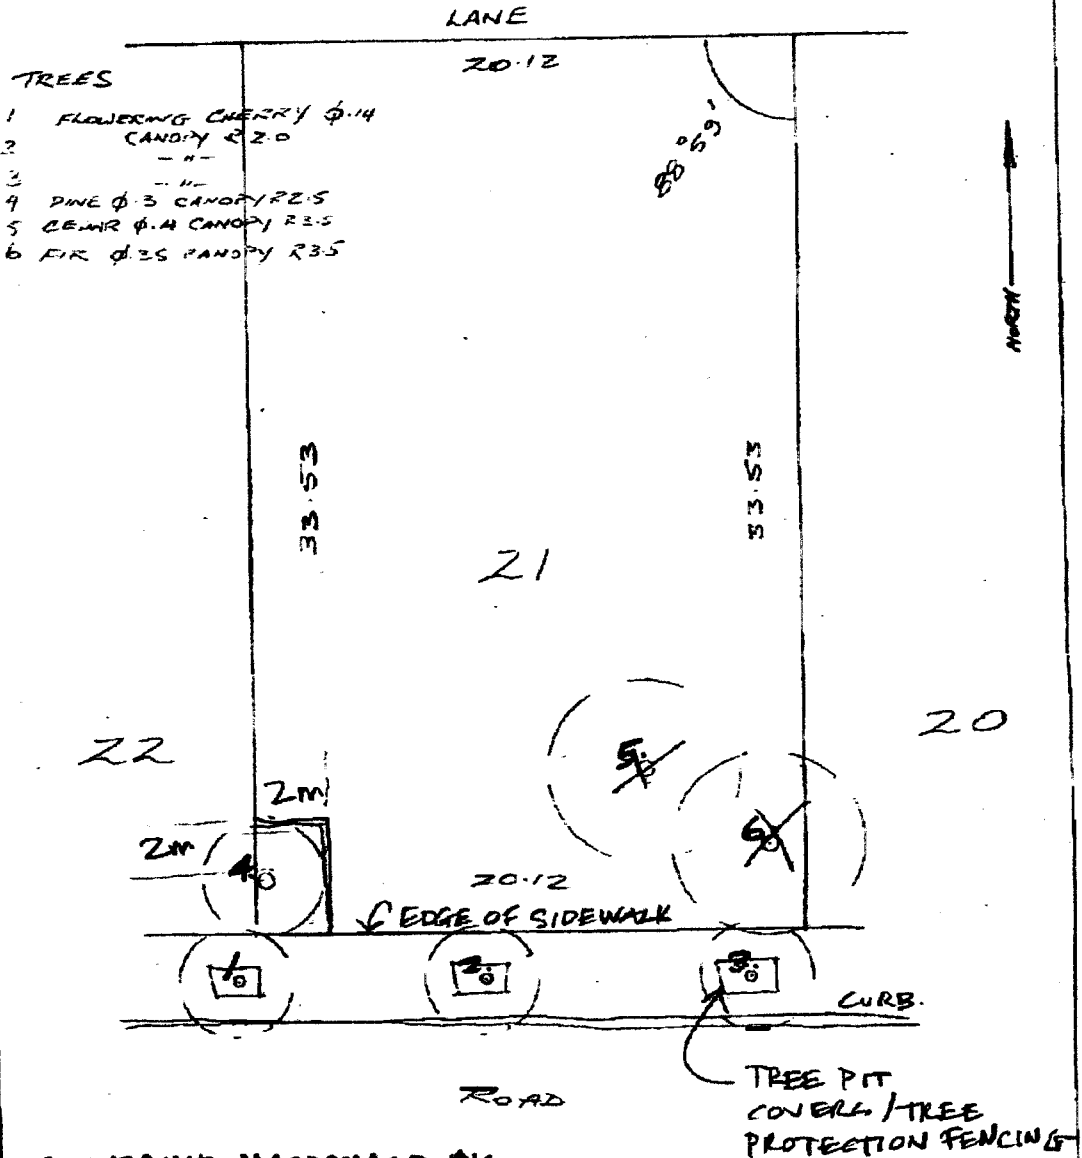 LANE
20.12
TREES
1 FLOWERING CHERRY φ.14
CANOPY R 2.0
2 - " -
3 - " -
4 PINE φ.3 CANOPY R2.5
5 CEDAR φ.4 CANOPY R3.5
6 FIR φ.35 CANOPY R3.5
88°59'
NORTH
33.53
33.53
21
22
20
5
2m
6
2m
4
20.12
EDGE OF SIDEWALK
1
2
3
CURB.
ROAD
TREE PIT
COVERS/TREE
PROTECTION FENCING